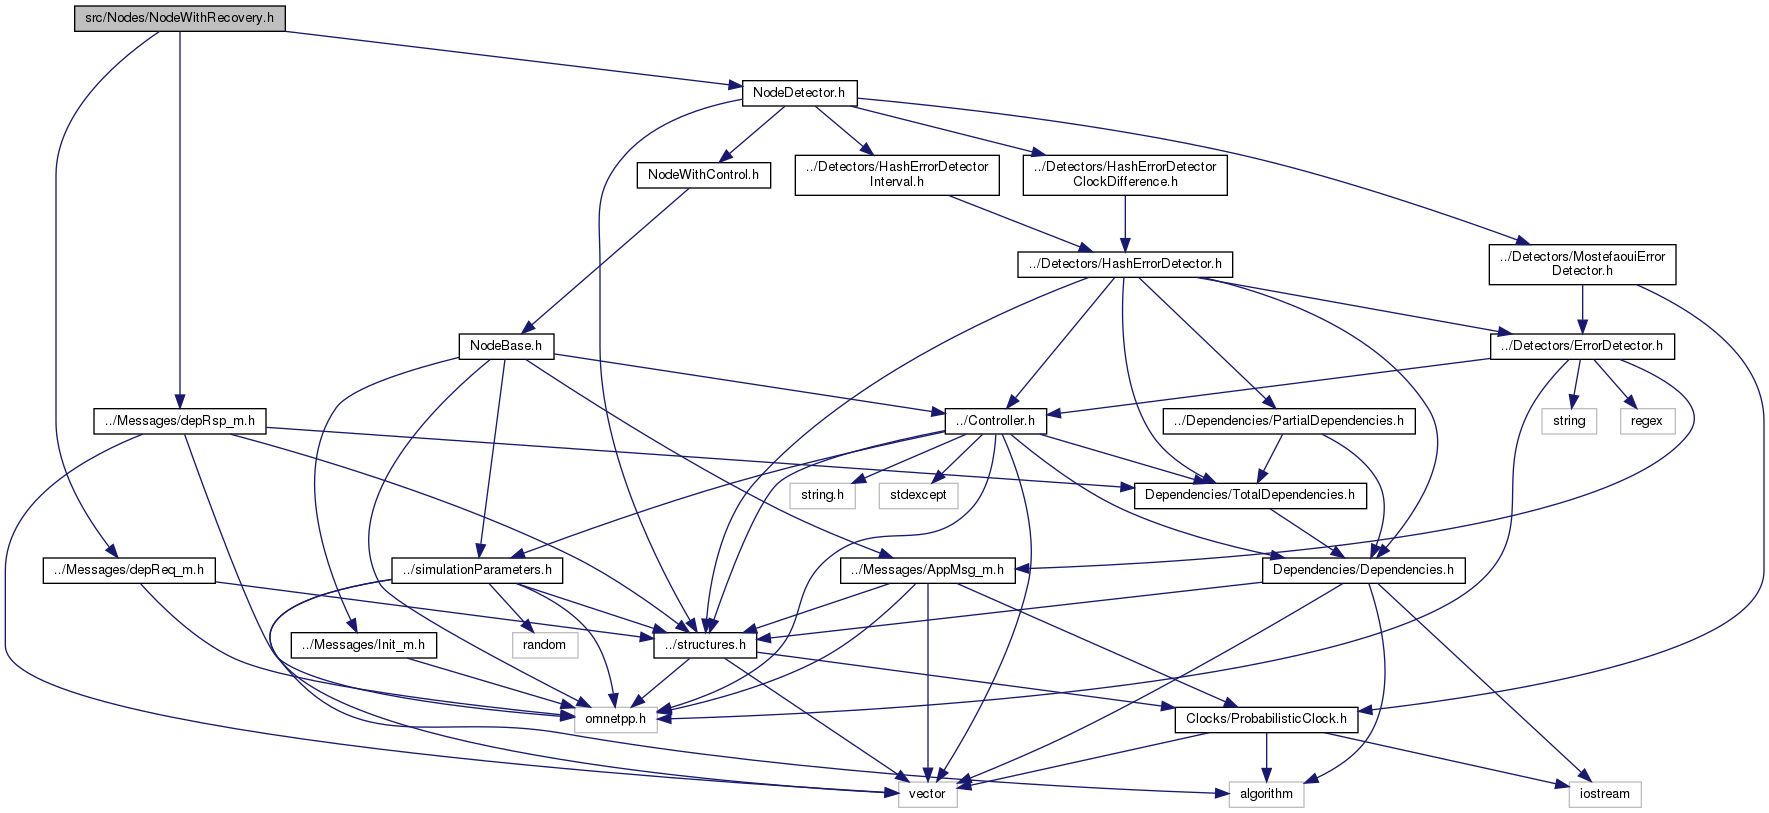 src/Nodes/NodeWithRecovery.h
NodeDetector.h
NodeWithControl.h
../Detectors/HashErrorDetector
Interval.h
../Detectors/HashErrorDetector
ClockDifference.h
../Detectors/HashErrorDetector.h
../Detectors/MostefaouiError
Detector.h
NodeBase.h
../Detectors/ErrorDetector.h
../Messages/depRsp_m.h
../Controller.h
../Dependencies/PartialDependencies.h
string
regex
string.h
stdexcept
Dependencies/TotalDependencies.h
../Messages/depReq_m.h
../simulationParameters.h
../Messages/AppMsg_m.h
Dependencies/Dependencies.h
../Messages/Init_m.h
random
../structures.h
omnetpp.h
Clocks/ProbabilisticClock.h
vector
algorithm
iostream